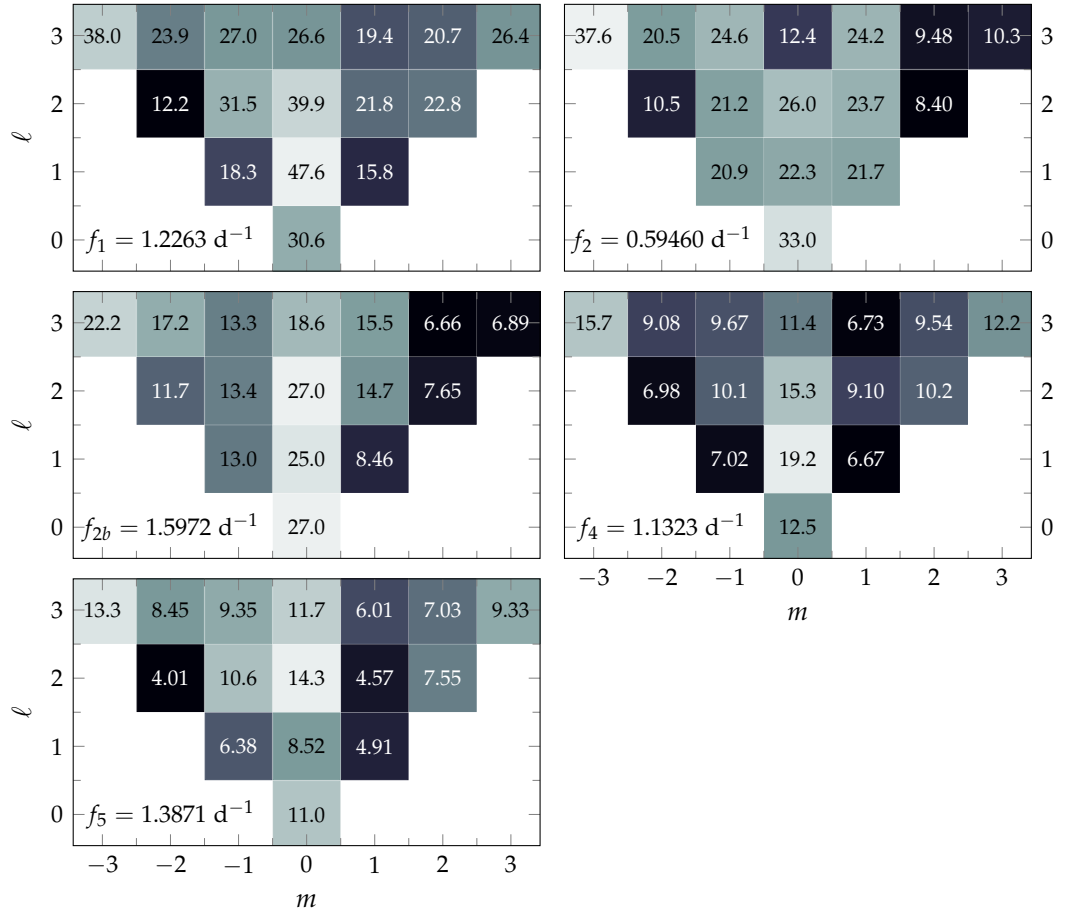 3 38.0 23.9 27.0 26.6 19.4 20.7 26.4
2 12.2 31.5 39.9 21.8 22.8
ℓ
1 18.3 47.6 15.8
0 f₁ = 1.2263 d⁻¹ 30.6
37.6 20.5 24.6 12.4 24.2 9.48 10.3 3
10.5 21.2 26.0 23.7 8.40 2
20.9 22.3 21.7 1
f₂ = 0.59460 d⁻¹ 33.0 0
3 22.2 17.2 13.3 18.6 15.5 6.66 6.89
2 11.7 13.4 27.0 14.7 7.65
ℓ
1 13.0 25.0 8.46
0 f₂b = 1.5972 d⁻¹ 27.0
15.7 9.08 9.67 11.4 6.73 9.54 12.2 3
6.98 10.1 15.3 9.10 10.2 2
7.02 19.2 6.67 1
f₄ = 1.1323 d⁻¹ 12.5 0
−3 −2 −1 0 1 2 3
m
3 13.3 8.45 9.35 11.7 6.01 7.03 9.33
2 4.01 10.6 14.3 4.57 7.55
ℓ
1 6.38 8.52 4.91
0 f₅ = 1.3871 d⁻¹ 11.0
−3 −2 −1 0 1 2 3
m